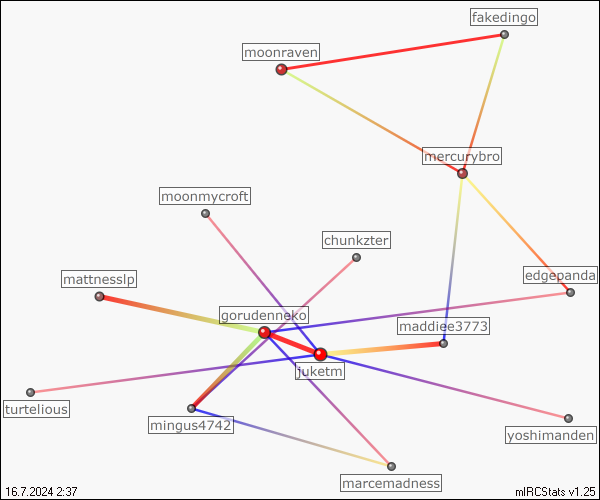 fakedingo
moonraven
mercurybro
moonmycroft
chunkzter
mattnesslp
edgepanda
gorudenneko
maddiee3773
juketm
turtelious
mingus4742
yoshimanden
marcemadness
16.7.2024 2:37
mIRCStats v1.25